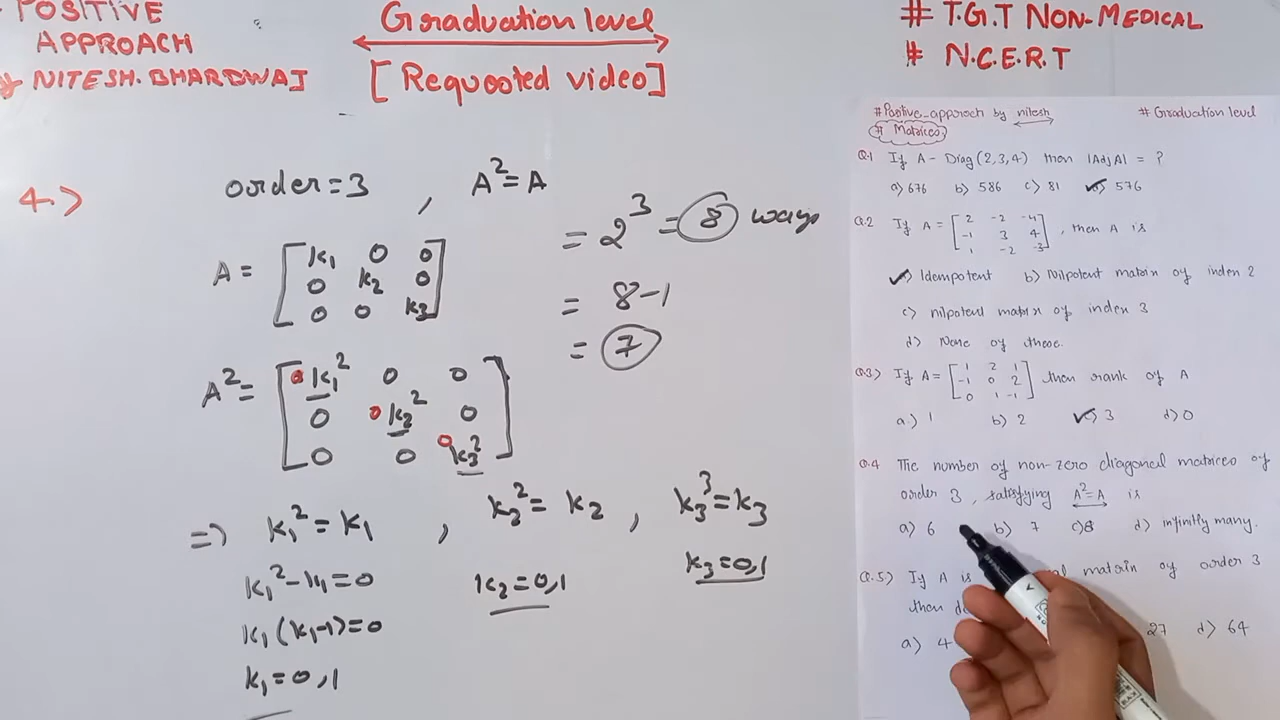 POSITIVE
APPROACH
NITESH.BHARDWAJ
Graduation level
[Requested video]
# T.G.T NON-MEDICAL
# N.C.E.R.T
4.>
order=3 , A²=A
A= [k₁ 0 0
0 k₂ 0
0 0 k₃]
= 2³ = 8 ways
= 8-1
= 7
A²= [k₁² 0 0
0 k₂² 0
0 0 k₃²]
=> k₁²=k₁ , k₂²=k₂ , k₃³=k₃
k₁²-k₁=0
k₂=0,1
k₃=0,1
k₁(k₁-1)=0
k₁=0,1
#Positive_approach by nitesh
# Graduation level
# Matrices
Q.1 If A- Diag(2,3,4) then |AdjA| = ?
a) 676 b) 586 c) 81 d) 576
Q.2 If A= [2 -2 -4
-1 3 4
1 -2 -3], then A is
Idempotent b) Nilpotent matrix of index 2
c) nilpotent matrix of index 3
d) None of these.
Q.3) If A= [1 2 1
-1 0 2
0 1 -1] then rank of A
a.) 1 b) 2 c) 3 d) 0
Q.4 The number of non-zero diagonal matrices of
order 3, satisfying A²=A is
a) 6 b) 7 c) 8 d) infinitly many.
Q.5) If A is matrix of order 3
then
a) 4 27 d) 64